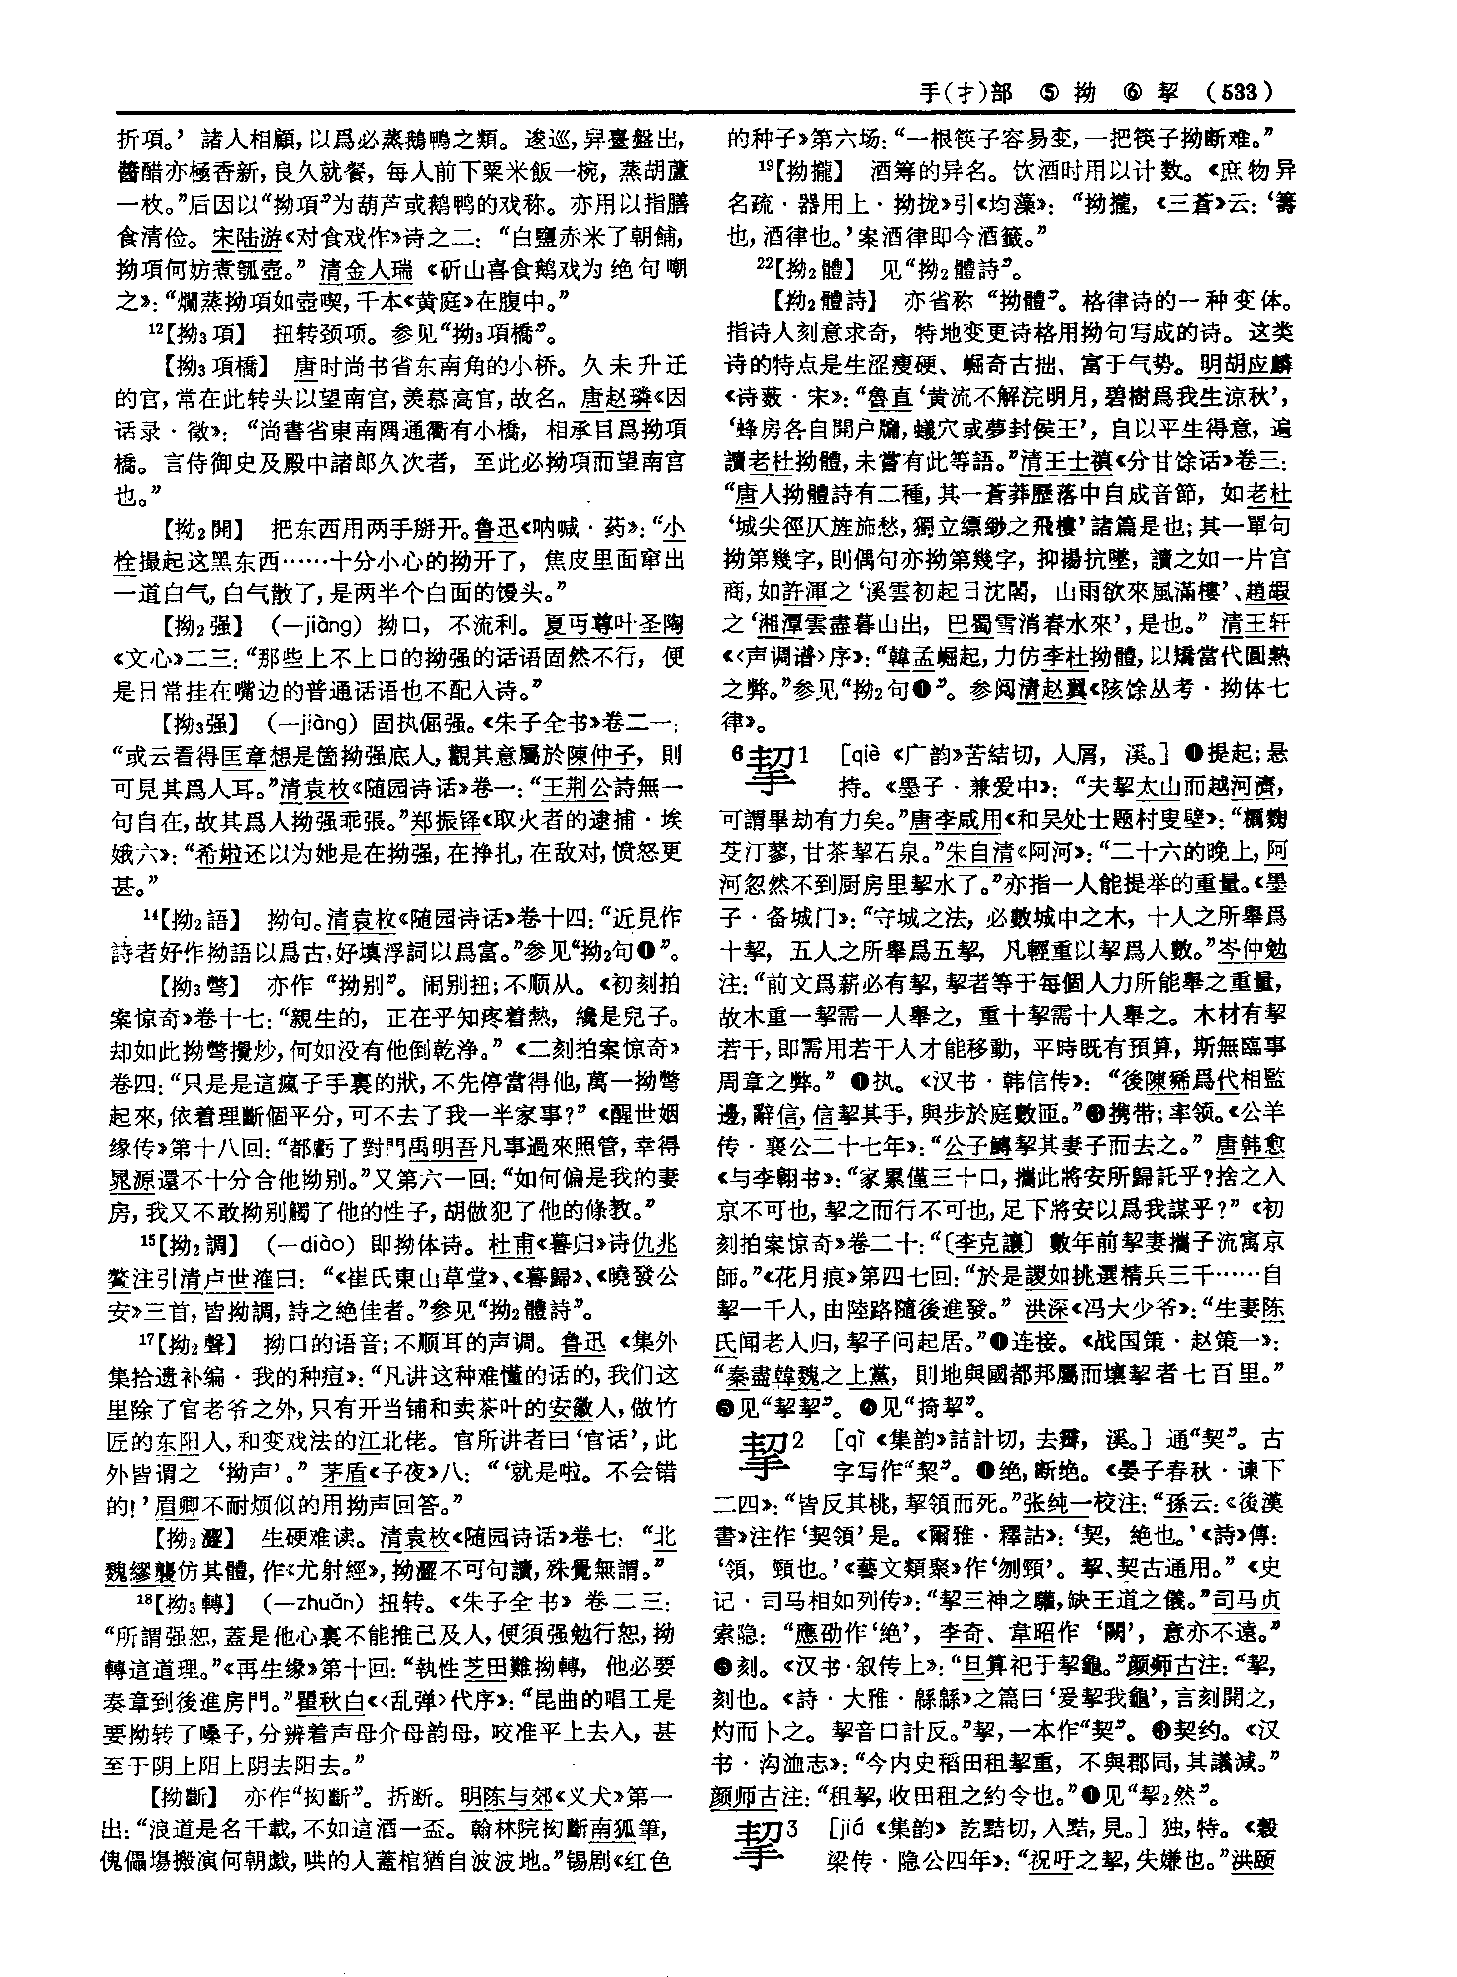 手(扌)部　⑤ 拗　⑥ 挈　(533)
折項。’諸人相顧,以爲必蒸鵝鴨之類。逡巡,舁臺盤出,
醬醋亦極香新,良久就餐,每人前下粟米飯一椀,蒸胡蘆
一枚。”后因以“拗項”为葫芦或鹅鸭的戏称。亦用以指膳
食清俭。宋陆游《对食戏作》诗之二:“白鹽赤米了朝餔,
拗項何妨煮瓠壺。”清金人瑞《斫山喜食鹅戏为绝句嘲
之》:“爛蒸拗項如壺喫,千本《黄庭》在腹中。”
12【拗3項】　扭转颈项。参见“拗3項橋”。
【拗3項橋】　唐时尚书省东南角的小桥。久未升迁
的官,常在此转头以望南宫,羡慕高官,故名。唐赵璘《因
话录·徵》:“尚書省東南隅通衢有小橋,相承目爲拗項
橋。言侍御史及殿中諸郎久次者,至此必拗項而望南宫
也。”
【拗2開】　把东西用两手掰开。鲁迅《呐喊·药》:“小
栓撮起这黑东西……十分小心的拗开了,焦皮里面窜出
一道白气,白气散了,是两半个白面的馒头。”
【拗2强】　(—jiàng)拗口,不流利。夏丏尊叶圣陶
《文心》二三:“那些上不上口的拗强的话语固然不行,便
是日常挂在嘴边的普通话语也不配入诗。”
【拗3强】　(—jiàng)固执倔强。《朱子全书》卷二一:
“或云看得匡章想是箇拗强底人,觀其意屬於陳仲子,則
可見其爲人耳。”清袁枚《随园诗话》卷一:“王荆公詩無一
句自在,故其爲人拗强乖張。”郑振铎《取火者的逮捕·埃
娥六》:“希娏还以为她是在拗强,在挣扎,在敌对,愤怒更
甚。”
14【拗2語】　拗句。清袁枚《随园诗话》卷十四:“近見作
詩者好作拗語以爲古,好填浮詞以爲富。”参见“拗2句❶”。
【拗3彆】　亦作“拗别”。闹别扭;不顺从。《初刻拍
案惊奇》卷十七:“親生的,正在乎知疼着熱,纔是兒子。
却如此拗彆攪炒,何如没有他倒乾净。”《二刻拍案惊奇》
卷四:“只是是這瘋子手裏的狀,不先停當得他,萬一拗彆
起來,依着理斷個平分,可不去了我一半家事?”《醒世姻
缘传》第十八回:“都虧了對門禹明吾凡事過來照管,幸得
晁源還不十分合他拗别。”又第六一回:“如何偏是我的妻
房,我又不敢拗别觸了他的性子,胡做犯了他的條教。”
15【拗2調】　(—diào)即拗体诗。杜甫《暮归》诗仇兆
鳌注引清卢世㴶曰:“《崔氏東山草堂》、《暮歸》、《曉發公
安》三首,皆拗調,詩之絶佳者。”参见“拗2體詩”。
17【拗2聲】　拗口的语音;不顺耳的声调。鲁迅《集外
集拾遗补编·我的种痘》:“凡讲这种难懂的话的,我们这
里除了官老爷之外,只有开当铺和卖茶叶的安徽人,做竹
匠的东阳人,和变戏法的江北佬。官所讲者曰‘官话’,此
外皆谓之‘拗声’。”茅盾《子夜》八:“‘就是啦。不会错
的!’眉卿不耐烦似的用拗声回答。”
【拗2澀】　生硬难读。清袁枚《随园诗话》卷七:“北
魏繆襲仿其體,作《尤射經》,拗澀不可句讀,殊覺無謂。”
18【拗3轉】　(—zhuǎn)扭转。《朱子全书》卷二三:
“所謂强恕,蓋是他心裏不能推己及人,便須强勉行恕,拗
轉這道理。”《再生缘》第十回:“執性芝田難拗轉,他必要
奏章到後進房門。”瞿秋白《〈乱弹〉代序》:“昆曲的唱工是
要拗转了嗓子,分辨着声母介母韵母,咬准平上去入,甚
至于阴上阳上阴去阳去。”
【拗斷】　亦作“抝斷”。折断。明陈与郊《义犬》第一
出:“浪道是名千載,不如這酒一盃。翰林院抝斷南狐筆,
傀儡塲搬演何朝戲,哄的人蓋棺猶自波波地。”锡剧《红色
的种子》第六场:“一根筷子容易变,一把筷子拗断难。”
19【拗攏】　酒筹的异名。饮酒时用以计数。《庶物异
名疏·器用上·拗拢》引《均藻》:“拗攏,《三蒼》云:‘籌
也,酒律也。’案酒律即今酒籤。”
22【拗2體】　见“拗2體詩”。
【拗2體詩】　亦省称“拗體”。格律诗的一种变体。
指诗人刻意求奇,特地变更诗格用拗句写成的诗。这类
诗的特点是生涩瘦硬、崛奇古拙,富于气势。明胡应麟
《诗薮·宋》:“魯直‘黄流不解浣明月,碧樹爲我生涼秋’,
‘蜂房各自開户牖,蟻穴或夢封侯王’,自以平生得意,遍
讀老杜拗體,未嘗有此等語。”清王士禛《分甘馀话》卷三:
“唐人拗體詩有二種,其一蒼莽歷落中自成音節,如老杜
‘城尖徑仄旌旆愁,獨立縹緲之飛樓’諸篇是也;其一單句
拗第幾字,則偶句亦拗第幾字,抑揚抗墜,讀之如一片宫
商,如許渾之‘溪雲初起日沈閣,山雨欲來風滿樓’、趙嘏
之‘湘潭雲盡暮山出,巴蜀雪消春水來’,是也。”清王轩
《〈声调谱〉序》:“韓孟崛起,力仿李杜拗體,以矯當代圓熟
之弊。”参见“拗2句❶”。参阅清赵翼《陔馀丛考·拗体七
律》。
6挈1　[qiè《广韵》苦結切,入屑,溪。]❶提起;悬
持。《墨子·兼爱中》:“夫挈太山而越河濟,
可謂畢劫有力矣。”唐李咸用《和吴处士题村叟壁》:“欄麴
芟汀蓼,甘茶挈石泉。”朱自清《阿河》:“二十六的晚上,阿
河忽然不到厨房里挈水了。”亦指一人能提举的重量。《墨
子·备城门》:“守城之法,必數城中之木,十人之所舉爲
十挈,五人之所舉爲五挈,凡輕重以挈爲人數。”岑仲勉
注:“前文爲薪必有挈,挈者等于每個人力所能舉之重量,
故木重一挈需一人舉之,重十挈需十人舉之。木材有挈
若干,即需用若干人才能移動,平時既有預算,斯無臨事
周章之弊。”❷执。《汉书·韩信传》:“後陳豨爲代相監
邊,辭信,信挈其手,與步於庭數匝。”❸携带;率领。《公羊
传·襄公二十七年》:“公子鱄挈其妻子而去之。”唐韩愈
《与李翱书》:“家累僅三十口,攜此將安所歸託乎?捨之入
京不可也,挈之而行不可也,足下將安以爲我謀乎?”《初
刻拍案惊奇》卷二十:“〔李克讓〕數年前挈妻攜子流寓京
師。”《花月痕》第四七回:“於是謖如挑選精兵三千……自
挈一千人,由陸路隨後進發。”洪深《冯大少爷》:“生妻陈
氏闻老人归,挈子问起居。”❹连接。《战国策·赵策一》:
“秦盡韓魏之上黨,則地與國都邦屬而壤挈者七百里。”
❺见“挈挈”。❻见“掎挈”。
挈2　[qì《集韵》詰計切,去霽,溪。]通“契”。古
字写作“栔”。❶绝,断绝。《晏子春秋·谏下
二四》:“皆反其桃,挈領而死。”张纯一校注:“孫云:《後漢
書》注作‘契領’是。《爾雅·釋詁》:‘契,絶也。’《詩》傳:
‘領,頸也。’《藝文類聚》作‘刎頸’。挈、契古通用。”《史
记·司马相如列传》:“挈三神之驩,缺王道之儀。”司马贞
索隐:“應劭作‘絶’,李奇、韋昭作‘闕’,意亦不遠。”
❷刻。《汉书·叙传上》:“旦算祀于挈龜。”颜师古注:“挈,
刻也。《詩·大雅·緜緜》之篇曰‘爰挈我龜’,言刻開之,
灼而卜之。挈音口計反。”挈,一本作“契”。❸契约。《汉
书·沟洫志》:“今内史稻田租挈重,不與郡同,其議減。”
颜师古注:“租挈,收田租之約令也。”❹见“挈2然”。
挈3　[jiá《集韵》訖黠切,入黠,見。]独,特。《榖
梁传·隐公四年》:“祝吁之挈,失嫌也。”洪颐